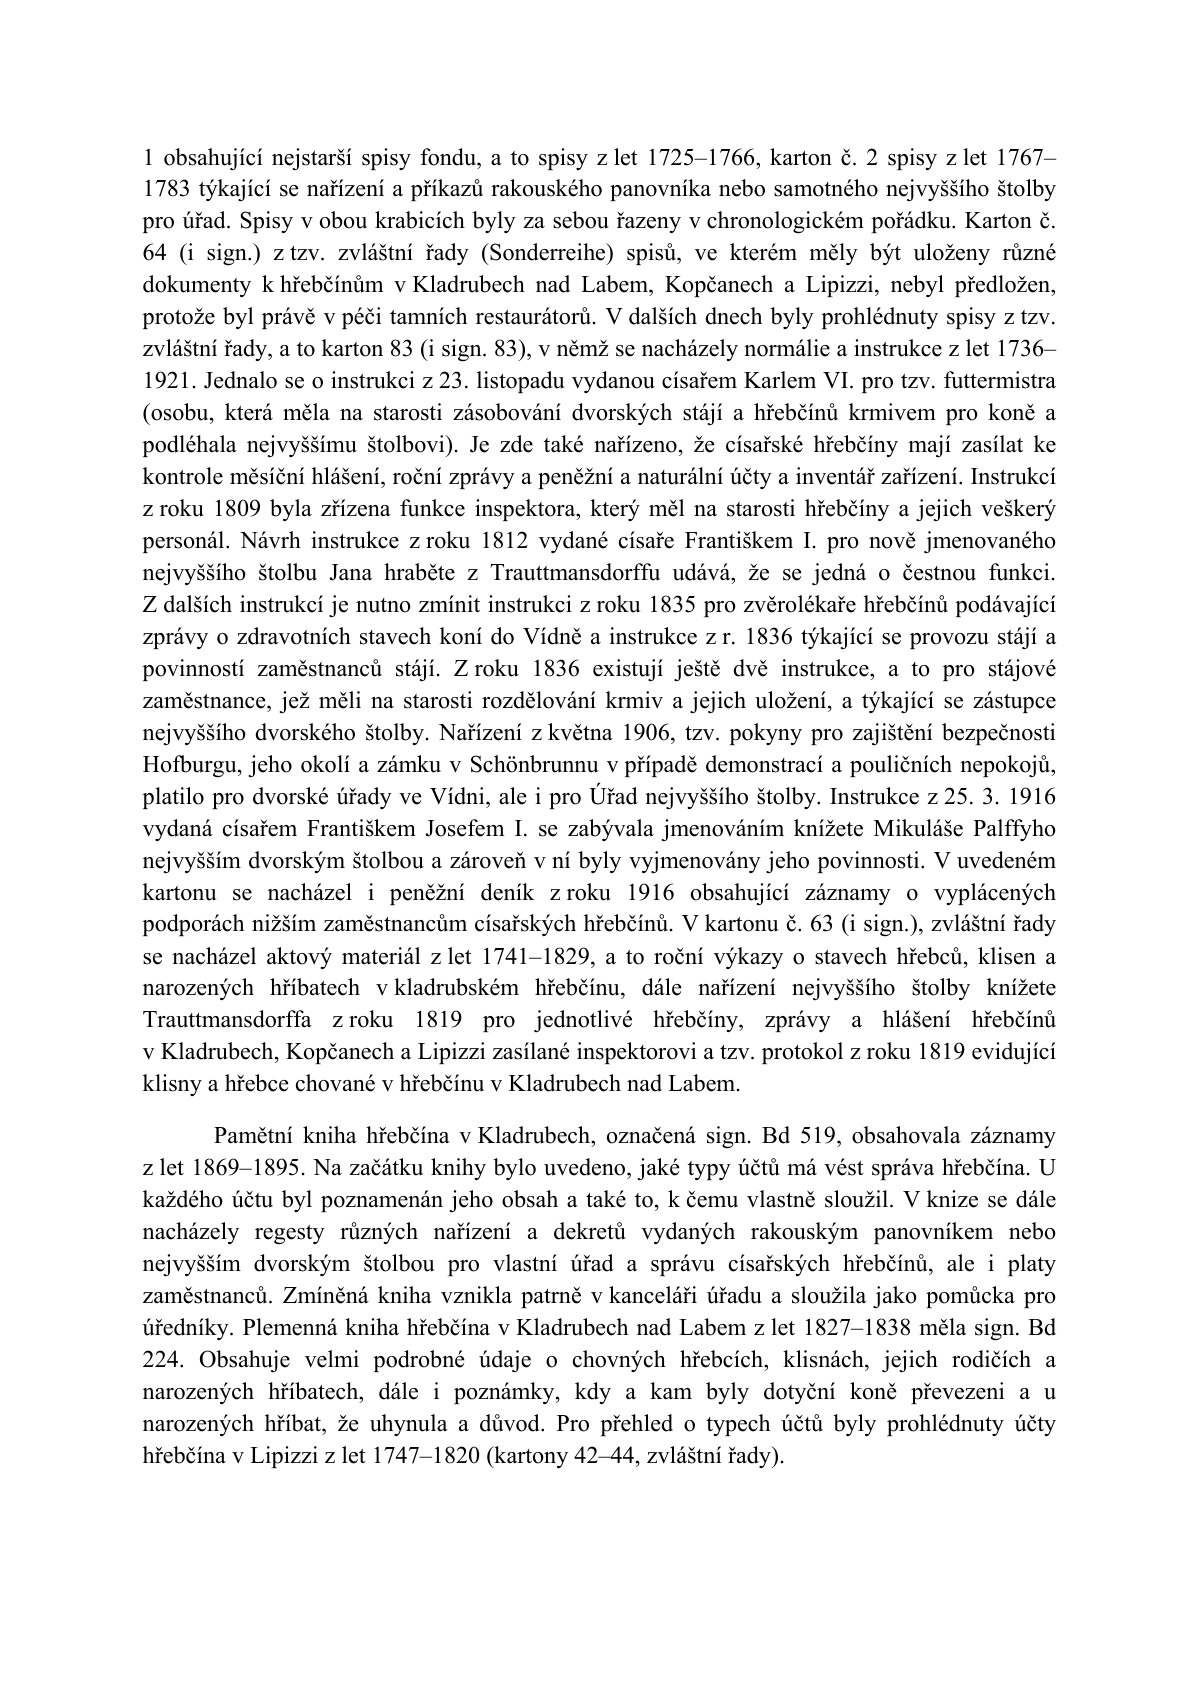 1 obsahující nejstarší spisy fondu, a to spisy z let 1725–1766, karton č. 2 spisy z let 1767–
1783 týkající se nařízení a příkazů rakouského panovníka nebo samotného nejvyššího štolby
pro úřad. Spisy v obou krabicích byly za sebou řazeny v chronologickém pořádku. Karton č.
64 (i sign.) z tzv. zvláštní řady (Sonderreihe) spisů, ve kterém měly být uloženy různé
dokumenty k hřebčínům v Kladrubech nad Labem, Kopčanech a Lipizzi, nebyl předložen,
protože byl právě v péči tamních restaurátorů. V dalších dnech byly prohlédnuty spisy z tzv.
zvláštní řady, a to karton 83 (i sign. 83), v němž se nacházely normálie a instrukce z let 1736–
1921. Jednalo se o instrukci z 23. listopadu vydanou císařem Karlem VI. pro tzv. futtermistra
(osobu, která měla na starosti zásobování dvorských stájí a hřebčínů krmivem pro koně a
podléhala nejvyššímu štolbovi). Je zde také nařízeno, že císařské hřebčíny mají zasílat ke
kontrole měsíční hlášení, roční zprávy a peněžní a naturální účty a inventář zařízení. Instrukcí
z roku 1809 byla zřízena funkce inspektora, který měl na starosti hřebčíny a jejich veškerý
personál. Návrh instrukce z roku 1812 vydané císaře Františkem I. pro nově jmenovaného
nejvyššího štolbu Jana hraběte z Trauttmansdorffu udává, že se jedná o čestnou funkci.
Z dalších instrukcí je nutno zmínit instrukci z roku 1835 pro zvěrolékaře hřebčínů podávající
zprávy o zdravotních stavech koní do Vídně a instrukce z r. 1836 týkající se provozu stájí a
povinností zaměstnanců stájí. Z roku 1836 existují ještě dvě instrukce, a to pro stájové
zaměstnance, jež měli na starosti rozdělování krmiv a jejich uložení, a týkající se zástupce
nejvyššího dvorského štolby. Nařízení z května 1906, tzv. pokyny pro zajištění bezpečnosti
Hofburgu, jeho okolí a zámku v Schönbrunnu v případě demonstrací a pouličních nepokojů,
platilo pro dvorské úřady ve Vídni, ale i pro Úřad nejvyššího štolby. Instrukce z 25. 3. 1916
vydaná císařem Františkem Josefem I. se zabývala jmenováním knížete Mikuláše Palffyho
nejvyšším dvorským štolbou a zároveň v ní byly vyjmenovány jeho povinnosti. V uvedeném
kartonu se nacházel i peněžní deník z roku 1916 obsahující záznamy o vyplácených
podporách nižším zaměstnancům císařských hřebčínů. V kartonu č. 63 (i sign.), zvláštní řady
se nacházel aktový materiál z let 1741–1829, a to roční výkazy o stavech hřebců, klisen a
narozených hříbatech v kladrubském hřebčínu, dále nařízení nejvyššího štolby knížete
Trauttmansdorffa z roku 1819 pro jednotlivé hřebčíny, zprávy a hlášení hřebčínů
v Kladrubech, Kopčanech a Lipizzi zasílané inspektorovi a tzv. protokol z roku 1819 evidující
klisny a hřebce chované v hřebčínu v Kladrubech nad Labem.
Pamětní kniha hřebčína v Kladrubech, označená sign. Bd 519, obsahovala záznamy
z let 1869–1895. Na začátku knihy bylo uvedeno, jaké typy účtů má vést správa hřebčína. U
každého účtu byl poznamenán jeho obsah a také to, k čemu vlastně sloužil. V knize se dále
nacházely regesty různých nařízení a dekretů vydaných rakouským panovníkem nebo
nejvyšším dvorským štolbou pro vlastní úřad a správu císařských hřebčínů, ale i platy
zaměstnanců. Zmíněná kniha vznikla patrně v kanceláři úřadu a sloužila jako pomůcka pro
úředníky. Plemenná kniha hřebčína v Kladrubech nad Labem z let 1827–1838 měla sign. Bd
224. Obsahuje velmi podrobné údaje o chovných hřebcích, klisnách, jejich rodičích a
narozených hříbatech, dále i poznámky, kdy a kam byly dotyční koně převezeni a u
narozených hříbat, že uhynula a důvod. Pro přehled o typech účtů byly prohlédnuty účty
hřebčína v Lipizzi z let 1747–1820 (kartony 42–44, zvláštní řady).